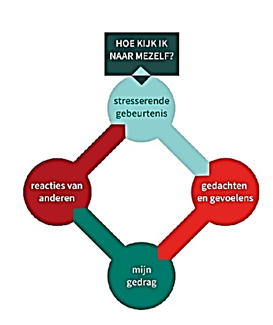 HOE KIJK IK
NAAR MEZELF?
stresserende
gebeurtenis
gedachten
en gevoelens
mijn
gedrag
reacties van
anderen